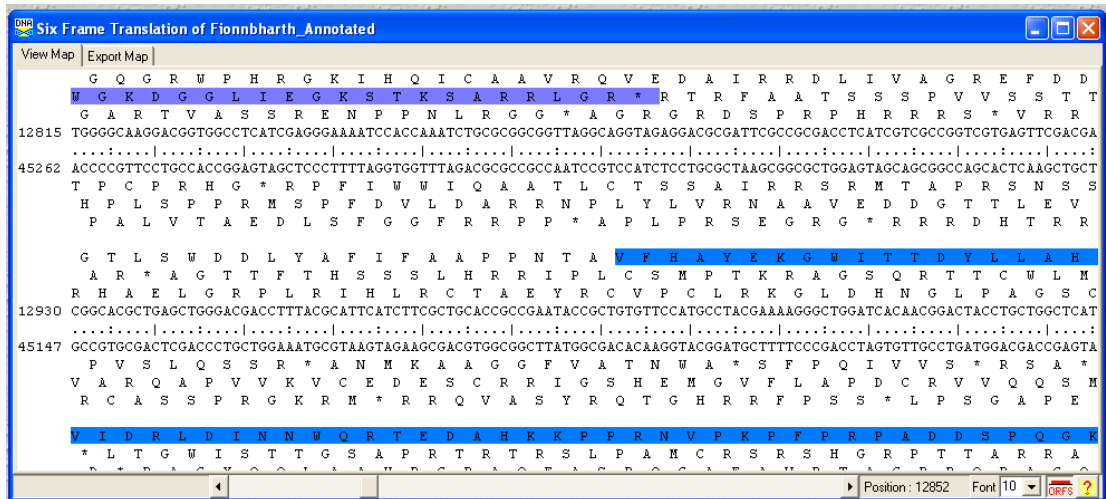 Six Frame Translation of Fionnbharth_Annotated
View Map Export Map
G Q G R W P H R G K I H Q I C A A V R Q V E D A I R R D L I V A G R E F D D
W G K D G G L I E G K S T K S A R R L G R * R T R F A A T S S S P V V S S T T
G A R T V A S S R E N P P N L R G G * A G R G R D S P R P H R R R S * V R R
12815 TGGGGCAAGGACGGTGGCCTCATCGAGGGAAAATCCACCAAATCTGCGCGGCGGTTAGGCAGGTAGAGGACGCGATTCGCCGCGACCTCATCGTCGCCGGTCGTGAGTTCGACGA
....:....|....:....|....:....|....:....|....:....|....:....|....:....|....:....|....:....|....:....|....:....|....:
45262 ACCCCGTTCCTGCCACCGGAGTAGCTCCCTTTTAGGTGGTTTAGACGCGCCGCCAATCCGTCCATCTCCTGCGCTAAGCGGCGCTGGAGTAGCAGCGGCCAGCACTCAAGCTGCT
T P C P R H G * R P F I W W I Q A A T L C T S S A I R R S R M T A P R S N S S
H P L S P P R M S P F D V L D A R R N P L Y L V R N A A V E D D G T T L E V
P A L V T A E D L S F G G F R R P P * A P L P R S E G R G * R R R D H T R R
G T L S W D D L Y A F I F A A P P N T A V F H A Y E K G W I T T D Y L L A H
A R * A G T T F T H S S S L H R R I P L C S M P T K R A G S Q R T T C W L M
R H A E L G R P L R I H L R C T A E Y R C V P C L R K G L D H N G L P A G S C
12930 CGGCACGCTGAGCTGGGACGACCTTTACGCATTCATCTTCGCTGCACCGCCGAATACCGCTGTGTTCCATGCCTACGAAAAGGGCTGGATCACAACGGACTACCTGCTGGCTCAT
....:....|....:....|....:....|....:....|....:....|....:....|....:....|....:....|....:....|....:....|....:....|....:
45147 GCCGTGCGACTCGACCCTGCTGGAAATGCGTAAGTAGAAGCGACGTGGCGGCTTATGGCGACACAAGGTACGGATGCTTTTCCCGACCTAGTGTTGCCTGATGGACGACCGAGTA
P V S L Q S S R * A N M K A A G G F V A T N W A * S F P Q I V V S * R S A *
V A R Q A P V V K V C E D E S C R R I G S H E M G V F L A P D C R V V Q Q S M
R C A S S P R G K R M * R R Q V A S Y R Q T G H R R F P S S * L P S G A P E
V I D R L D I N N W Q R T E D A H K K P P R N V P K P F P R P A D D S P Q G K
* L T G W I S T T G S A P R T R T R S L P A M C R S R S H G R P T T A R R A
Position : 12852 Font 10 ORFS ?